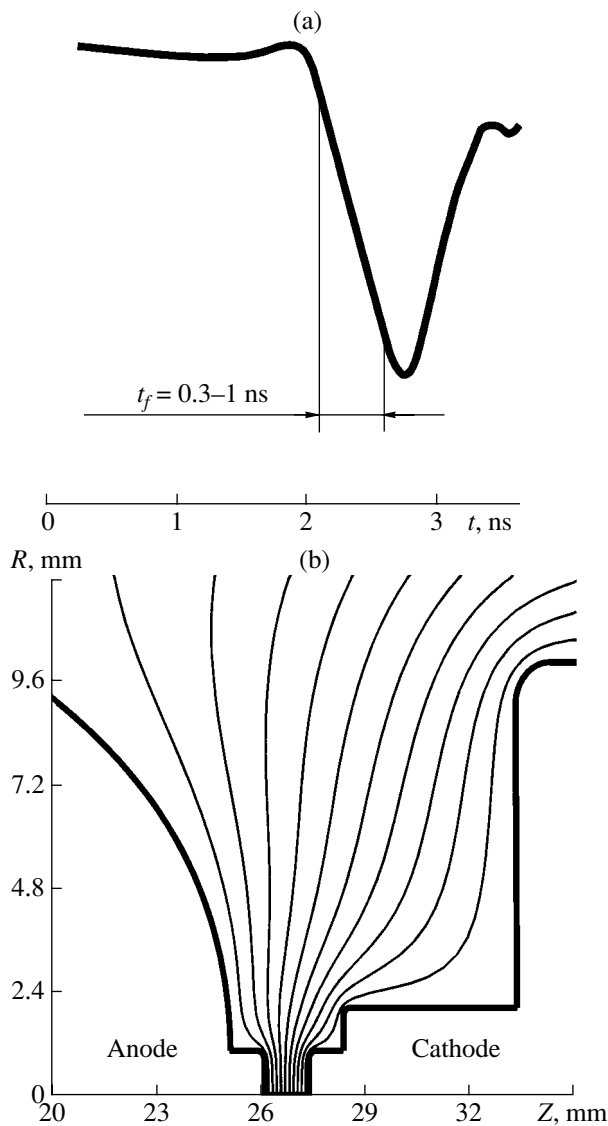 (a)
t_f = 0.3–1 ns
0 1 2 3 t, ns
R, mm (b)
9.6
7.2
4.8
2.4
Anode Cathode
0
20 23 26 29 32 Z, mm